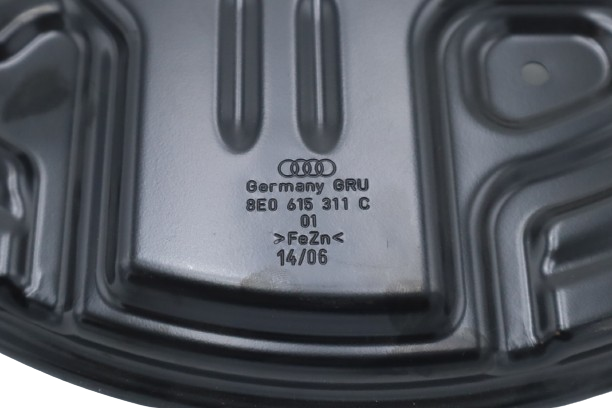 Germany GRU
8E0 615 311 C
01
>FeZn<
14/06